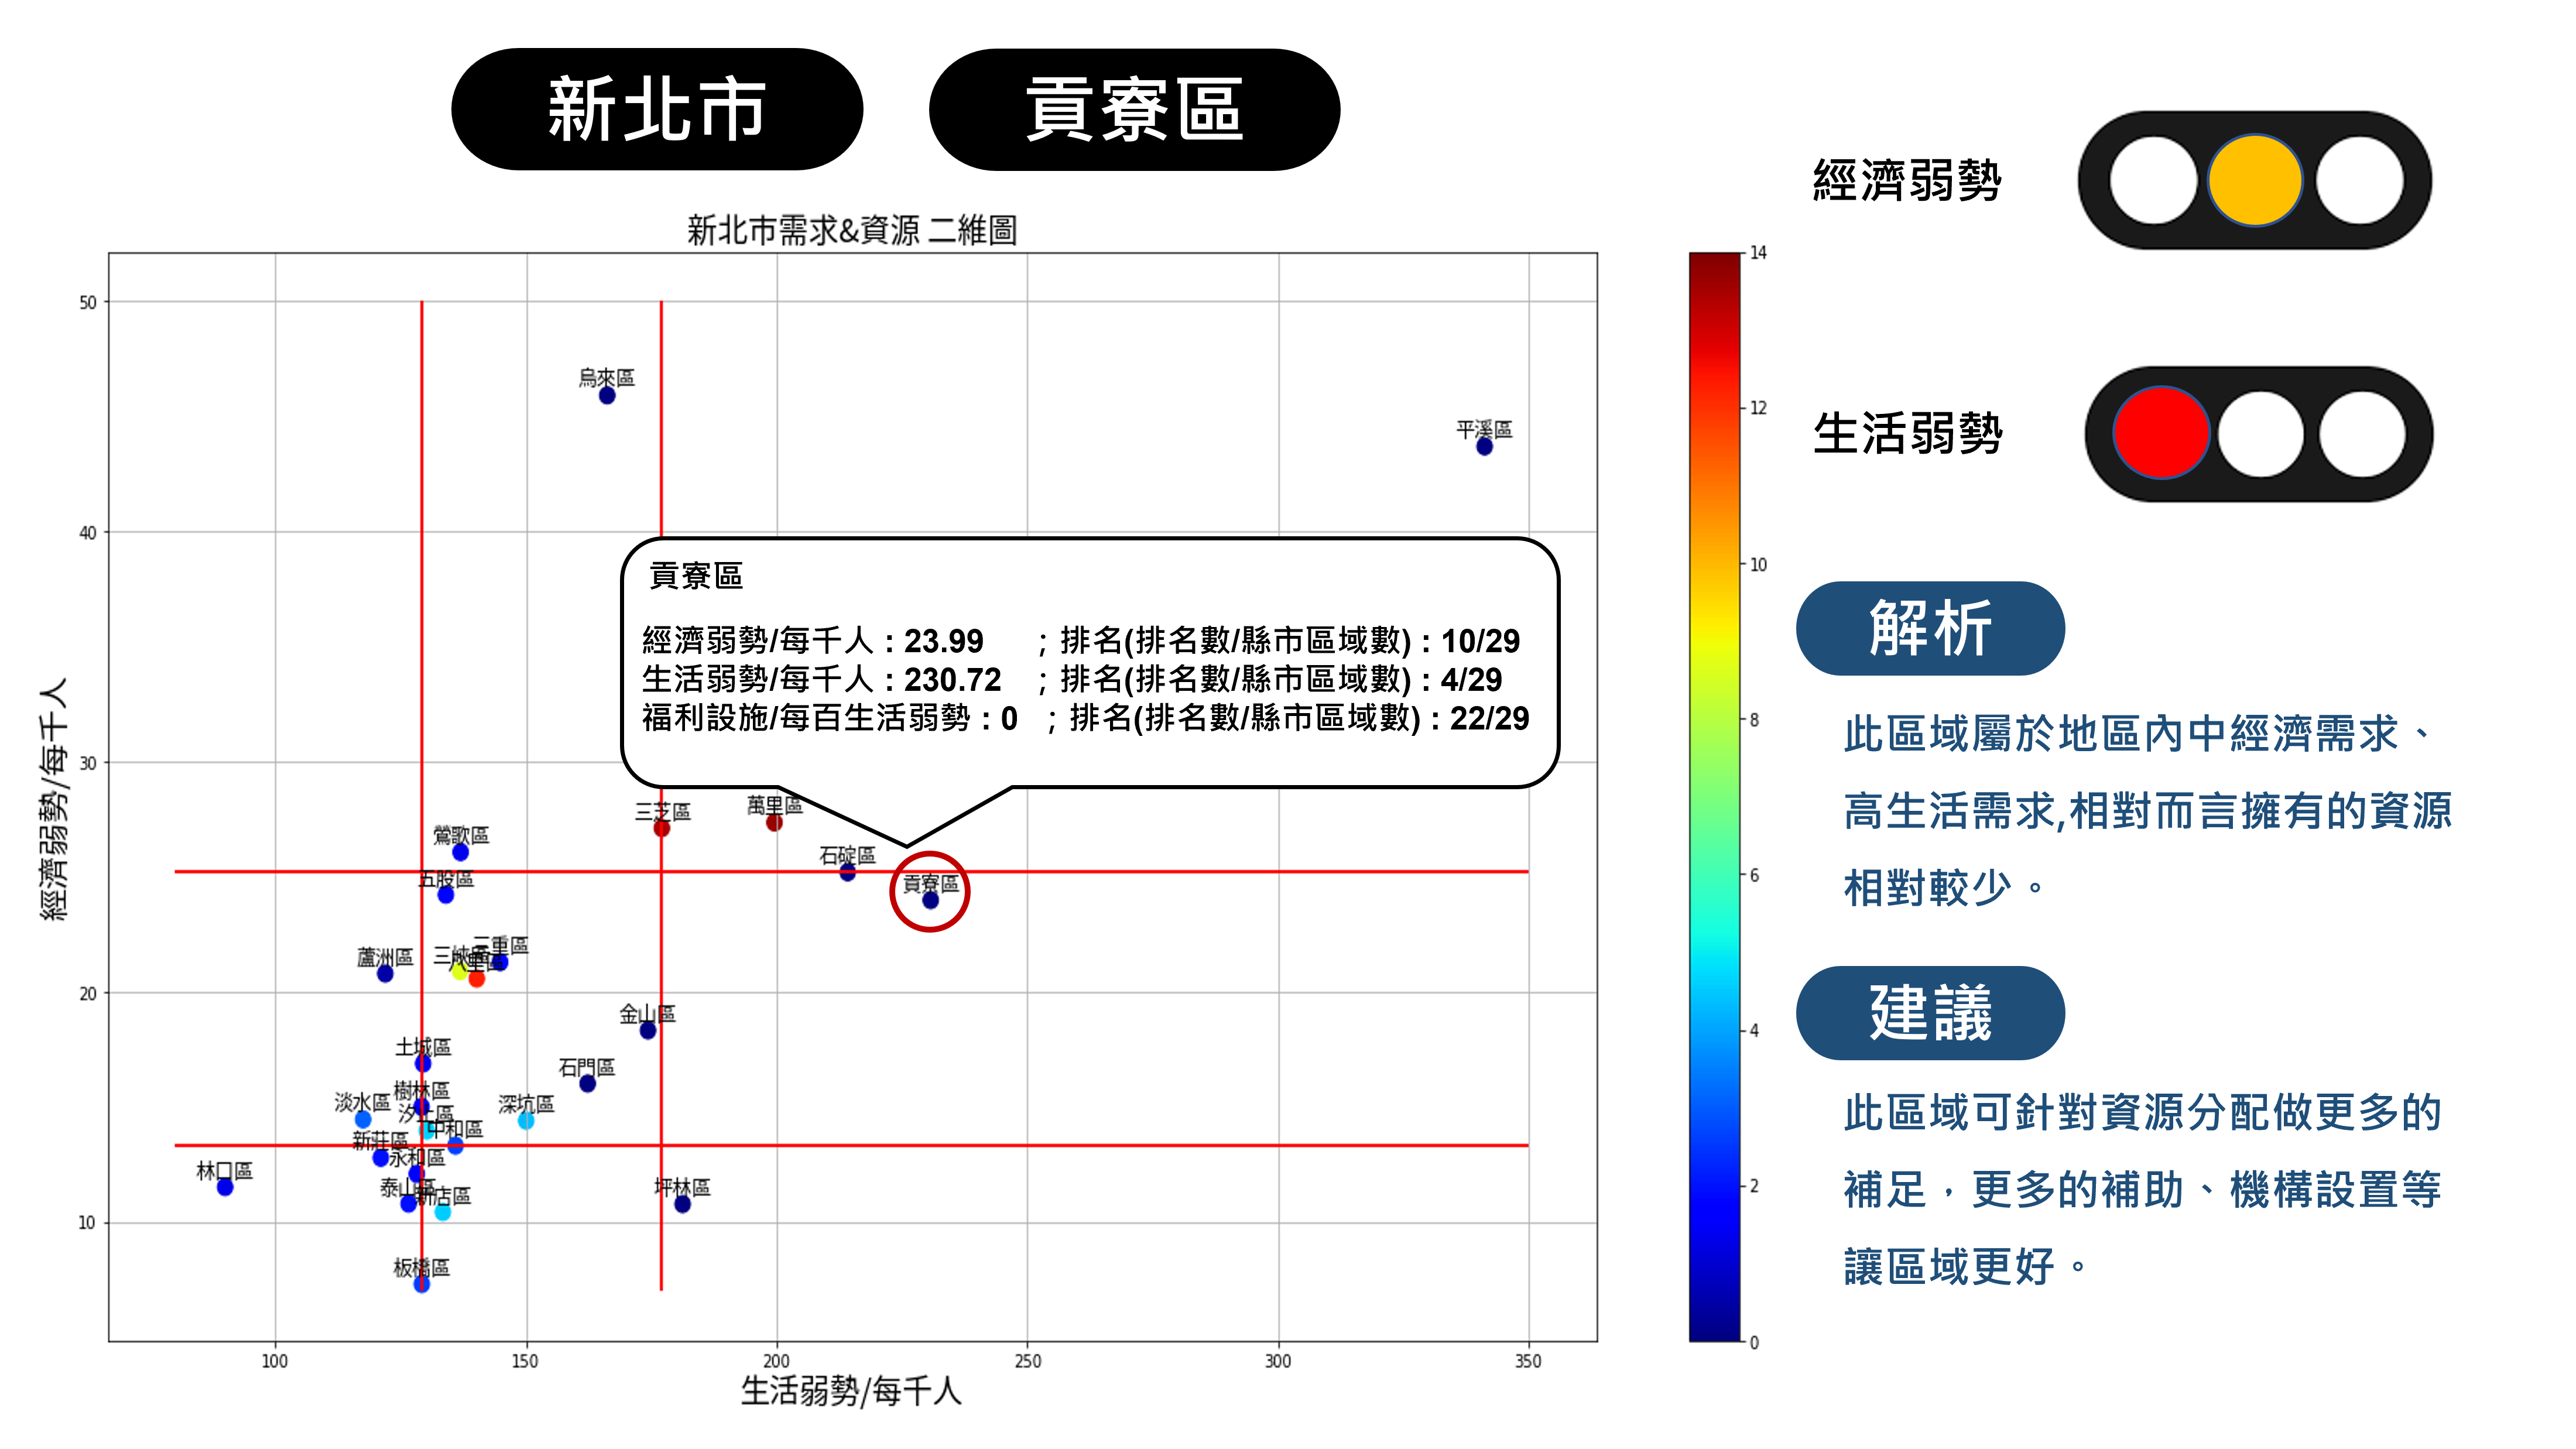 新北市
貢寮區
新北市需求&資源 二維圖
經濟弱勢/每千人
50
40
30
20
10
烏來區
平溪區
貢寮區
經濟弱勢/每千人 : 23.99 ; 排名(排名數/縣市區域數) : 10/29
生活弱勢/每千人 : 230.72 ; 排名(排名數/縣市區域數) : 4/29
福利設施/每百生活弱勢 : 0 ; 排名(排名數/縣市區域數) : 22/29
三芝區
萬里區
鶯歌區
石碇區
五股區
貢寮區
三重區
蘆洲區
三峽區
八里區
金山區
土城區
石門區
樹林區
淡水區
深坑區
汐止區
中和區
新莊區
永和區
林口區
泰山區
新店區
坪林區
板橋區
100
150
200
250
300
350
生活弱勢/每千人
14
12
10
8
6
4
2
0
經濟弱勢
生活弱勢
解析
此區域屬於地區內中經濟需求、
高生活需求,相對而言擁有的資源
相對較少。
建議
此區域可針對資源分配做更多的
補足，更多的補助、機構設置等
讓區域更好。